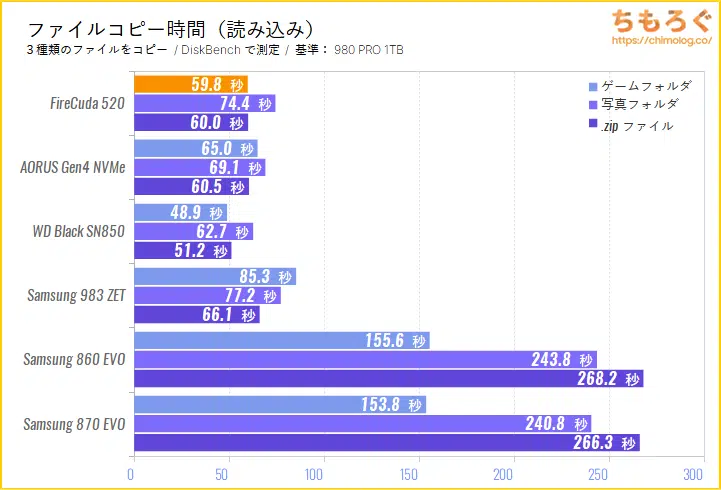 ファイルコピー時間（読み込み）
３種類のファイルをコピー / DiskBench で測定 / 基準： 980 PRO 1TB
ちもろぐ
https://chimolog.co/
ゲームフォルダ
写真フォルダ
.zip ファイル
FireCuda 520
59.8 秒
74.4 秒
60.0 秒
AORUS Gen4 NVMe
65.0 秒
69.1 秒
60.5 秒
WD Black SN850
48.9 秒
62.7 秒
51.2 秒
Samsung 983 ZET
85.3 秒
77.2 秒
66.1 秒
Samsung 860 EVO
155.6 秒
243.8 秒
268.2 秒
Samsung 870 EVO
153.8 秒
240.8 秒
266.3 秒
0 50 100 150 200 250 300